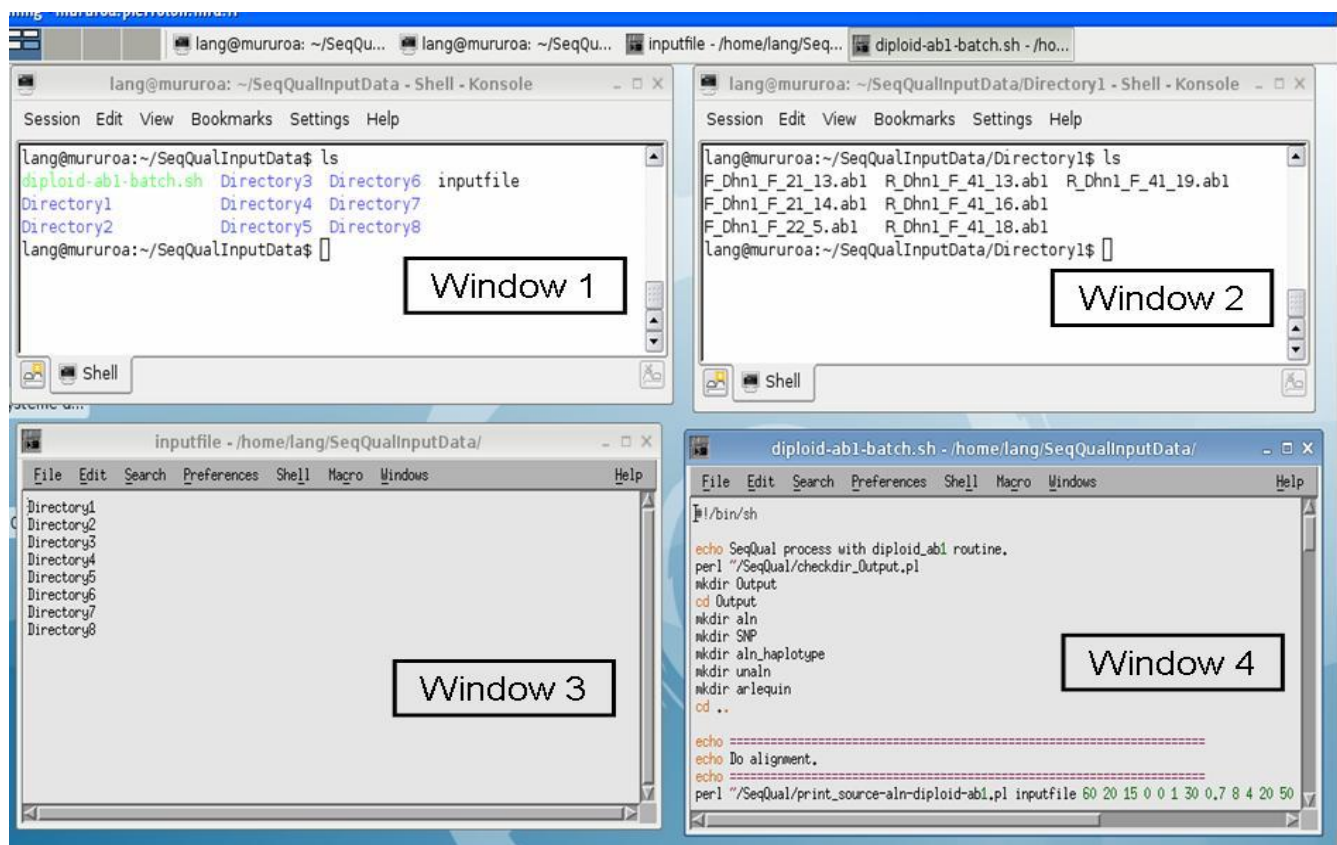 lang@mururoa: ~/SeqQu... lang@mururoa: ~/SeqQu... inputfile - /home/lang/Seq... diploid-ab1-batch.sh - /ho...
lang@mururoa: ~/SeqQualInputData - Shell - Konsole
Session Edit View Bookmarks Settings Help
lang@mururoa:~/SeqQualInputData$ ls
diploid-ab1-batch.sh Directory3 Directory6 inputfile
Directory1 Directory4 Directory7
Directory2 Directory5 Directory8
lang@mururoa:~/SeqQualInputData$
Window 1
Shell
lang@mururoa: ~/SeqQualInputData/Directory1 - Shell - Konsole
Session Edit View Bookmarks Settings Help
lang@mururoa:~/SeqQualInputData/Directory1$ ls
F_Dhn1_F_21_13.ab1 R_Dhn1_F_41_13.ab1 R_Dhn1_F_41_19.ab1
F_Dhn1_F_21_14.ab1 R_Dhn1_F_41_16.ab1
F_Dhn1_F_22_5.ab1 R_Dhn1_F_41_18.ab1
lang@mururoa:~/SeqQualInputData/Directory1$
Window 2
Shell
inputfile - /home/lang/SeqQualInputData/
File Edit Search Preferences Shell Macro Windows Help
Directory1
Directory2
Directory3
Directory4
Directory5
Directory6
Directory7
Directory8
Window 3
diploid-ab1-batch.sh - /home/lang/SeqQualInputData/
File Edit Search Preferences Shell Macro Windows Help
#!/bin/sh
echo SeqQual process with diploid_ab1 routine.
perl ~/SeqQual/checkdir_Output.pl
mkdir Output
cd Output
mkdir aln
mkdir SNP
mkdir aln_haplotype
mkdir unaln
mkdir arlequin
cd ..
Window 4
echo ======================================================================
echo Do alignment.
echo ======================================================================
perl ~/SeqQual/print_source-aln-diploid-ab1.pl inputfile 60 20 15 0 0 1 30 0.7 8 4 20 50